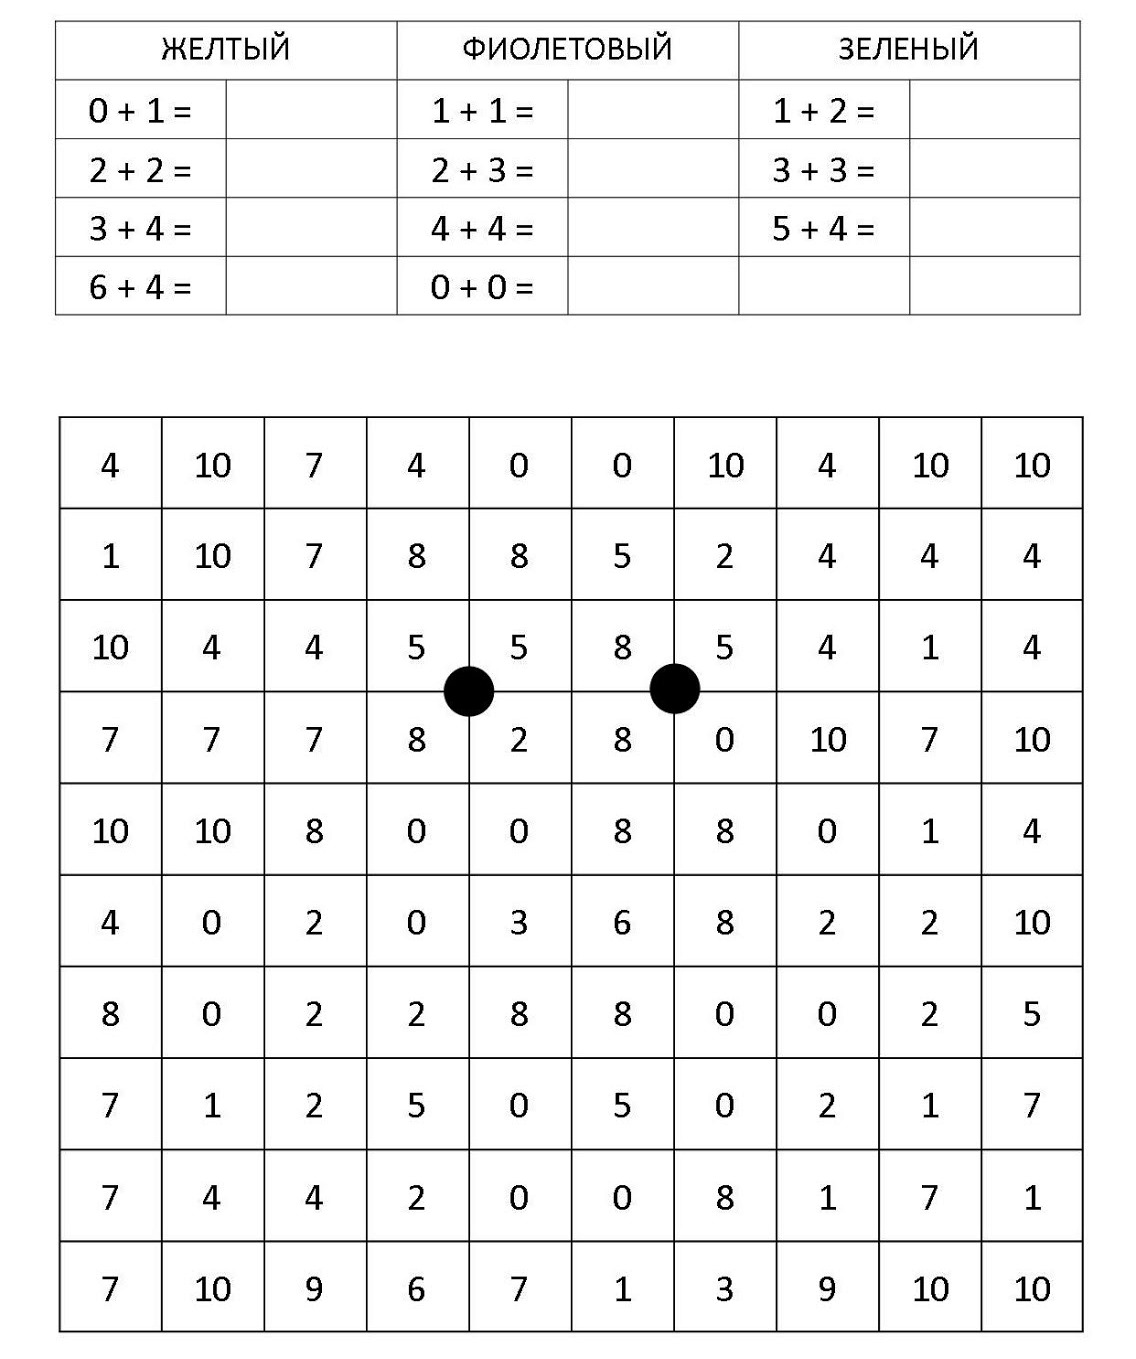 ЖЕЛТЫЙ ФИОЛЕТОВЫЙ ЗЕЛЕНЫЙ
0 + 1 = 1 + 1 = 1 + 2 =
2 + 2 = 2 + 3 = 3 + 3 =
3 + 4 = 4 + 4 = 5 + 4 =
6 + 4 = 0 + 0 =
4 10 7 4 0 0 10 4 10 10
1 10 7 8 8 5 2 4 4 4
10 4 4 5 5 8 5 4 1 4
7 7 7 8 2 8 0 10 7 10
10 10 8 0 0 8 8 0 1 4
4 0 2 0 3 6 8 2 2 10
8 0 2 2 8 8 0 0 2 5
7 1 2 5 0 5 0 2 1 7
7 4 4 2 0 0 8 1 7 1
7 10 9 6 7 1 3 9 10 10